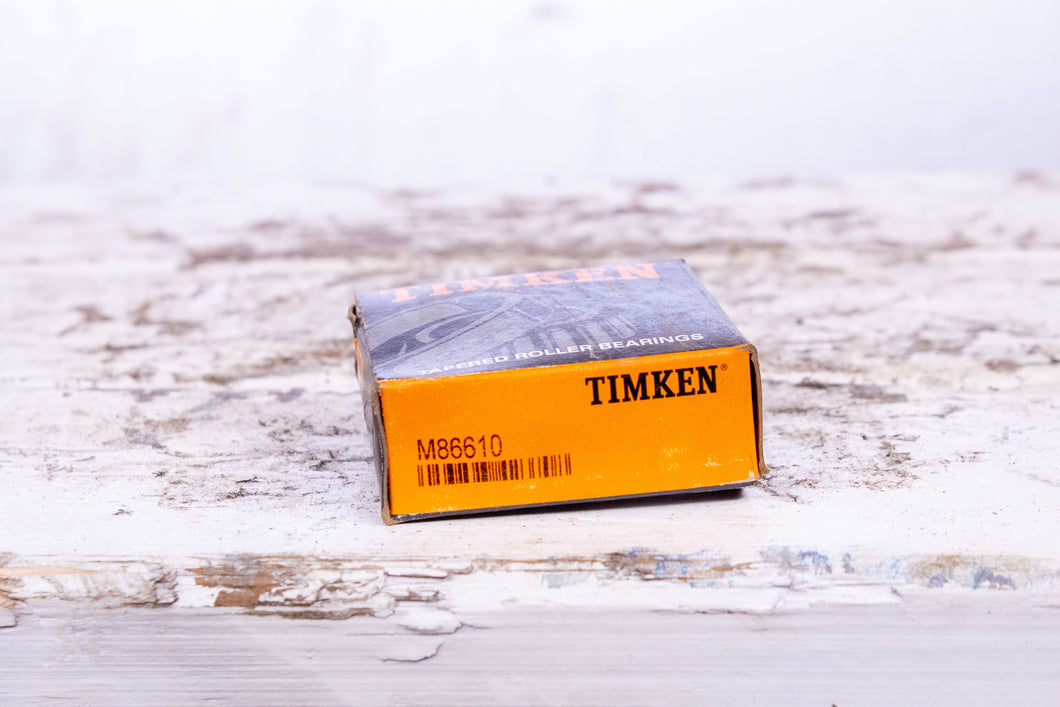 TIMKEN
TAPERED ROLLER BEARINGS
TIMKEN®
M86610